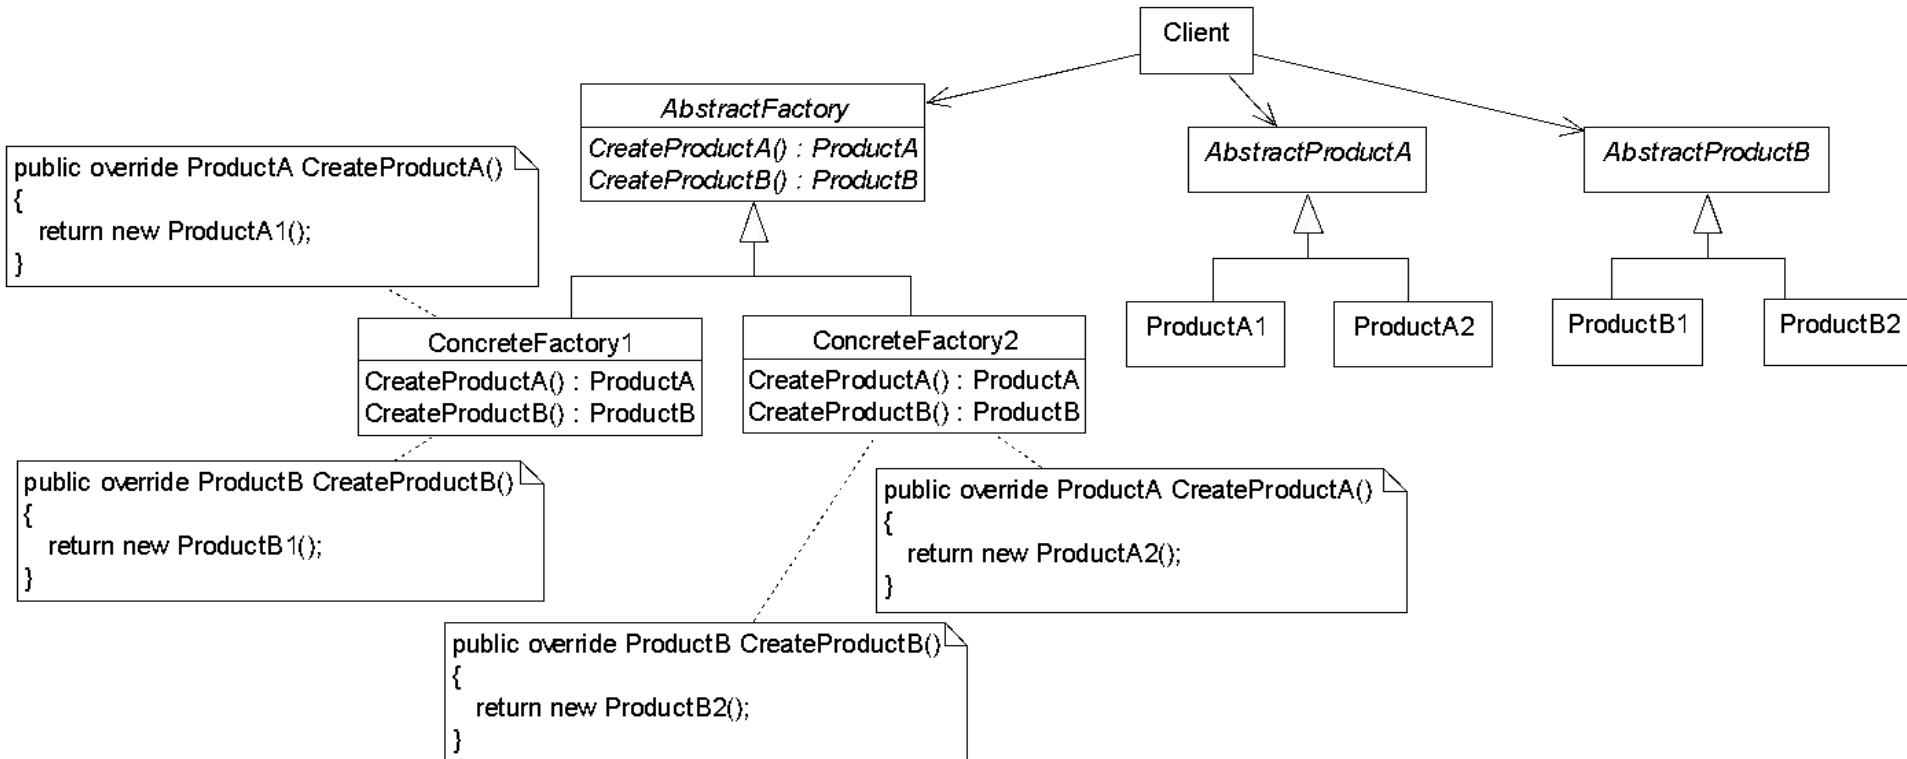 Client
AbstractFactory
CreateProductA() : ProductA
CreateProductB() : ProductB
AbstractProductA
AbstractProductB
public override ProductA CreateProductA()
{
return new ProductA1();
}
ProductA1
ProductA2
ProductB1
ProductB2
ConcreteFactory1
CreateProductA() : ProductA
CreateProductB() : ProductB
ConcreteFactory2
CreateProductA() : ProductA
CreateProductB() : ProductB
public override ProductB CreateProductB()
{
return new ProductB1();
}
public override ProductA CreateProductA()
{
return new ProductA2();
}
public override ProductB CreateProductB()
{
return new ProductB2();
}